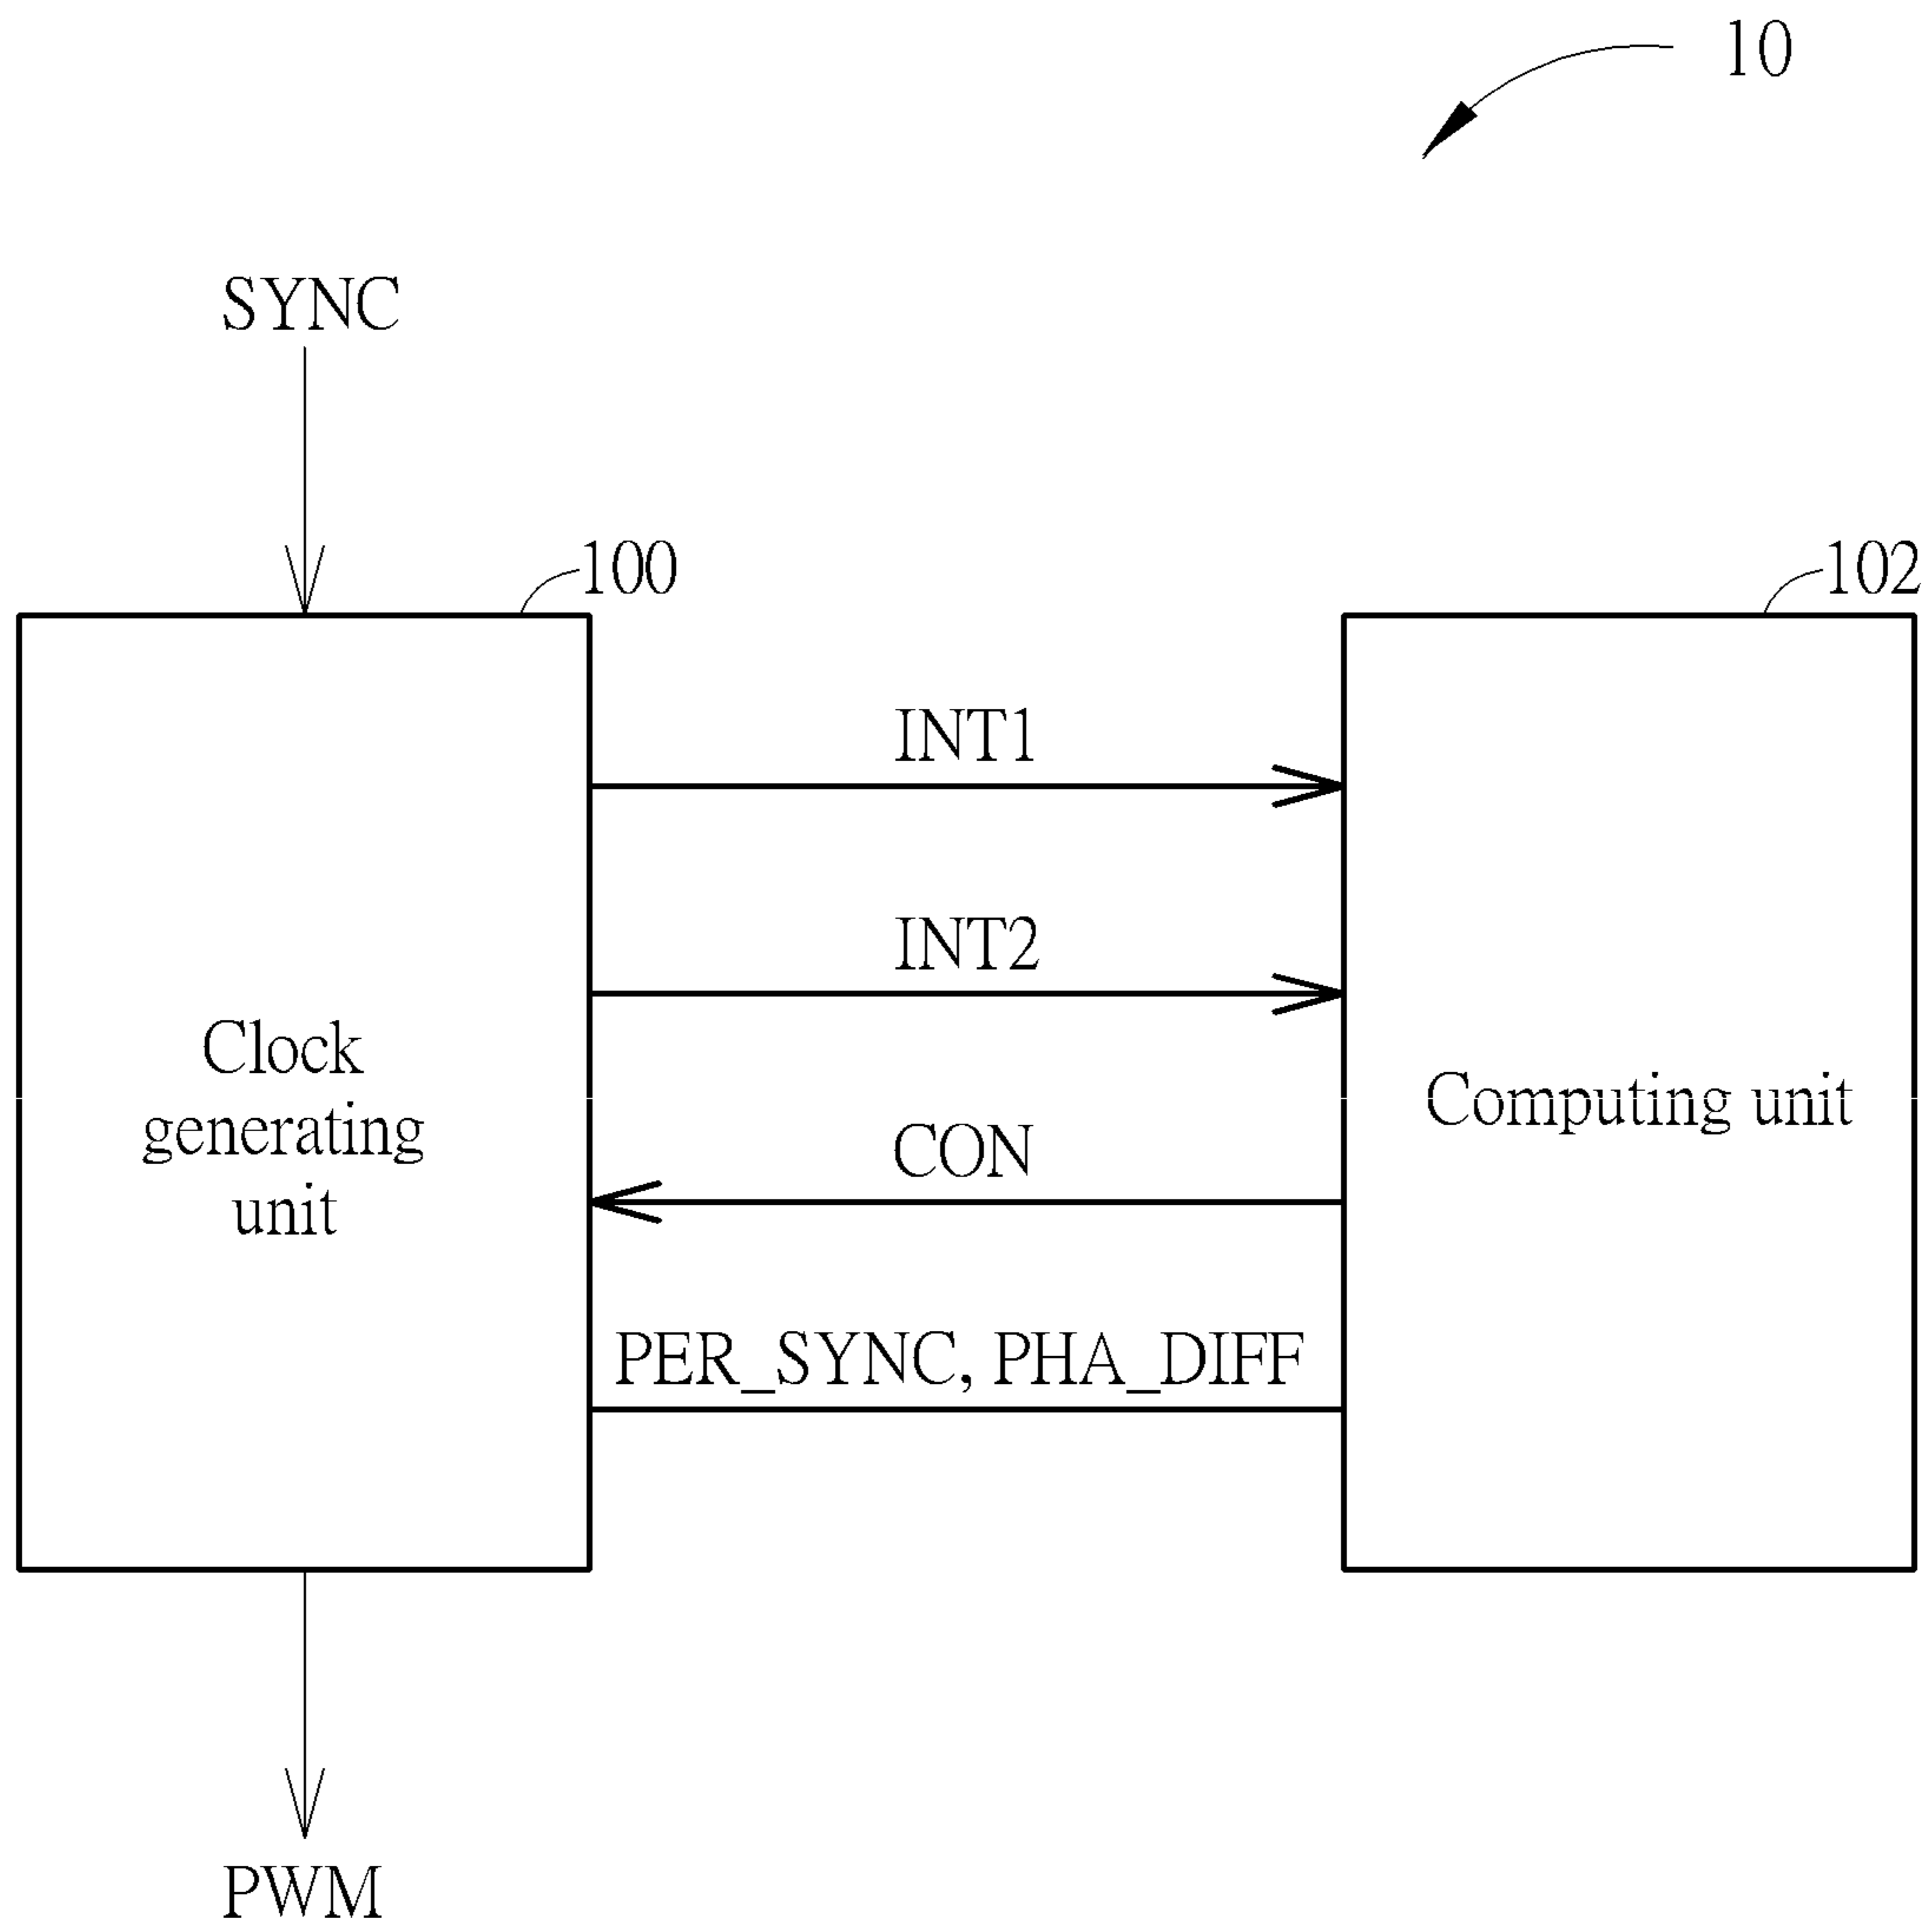 10
SYNC
100
102
INT1
INT2
Clock
generating
unit
Computing unit
CON
PER_SYNC, PHA_DIFF
PWM